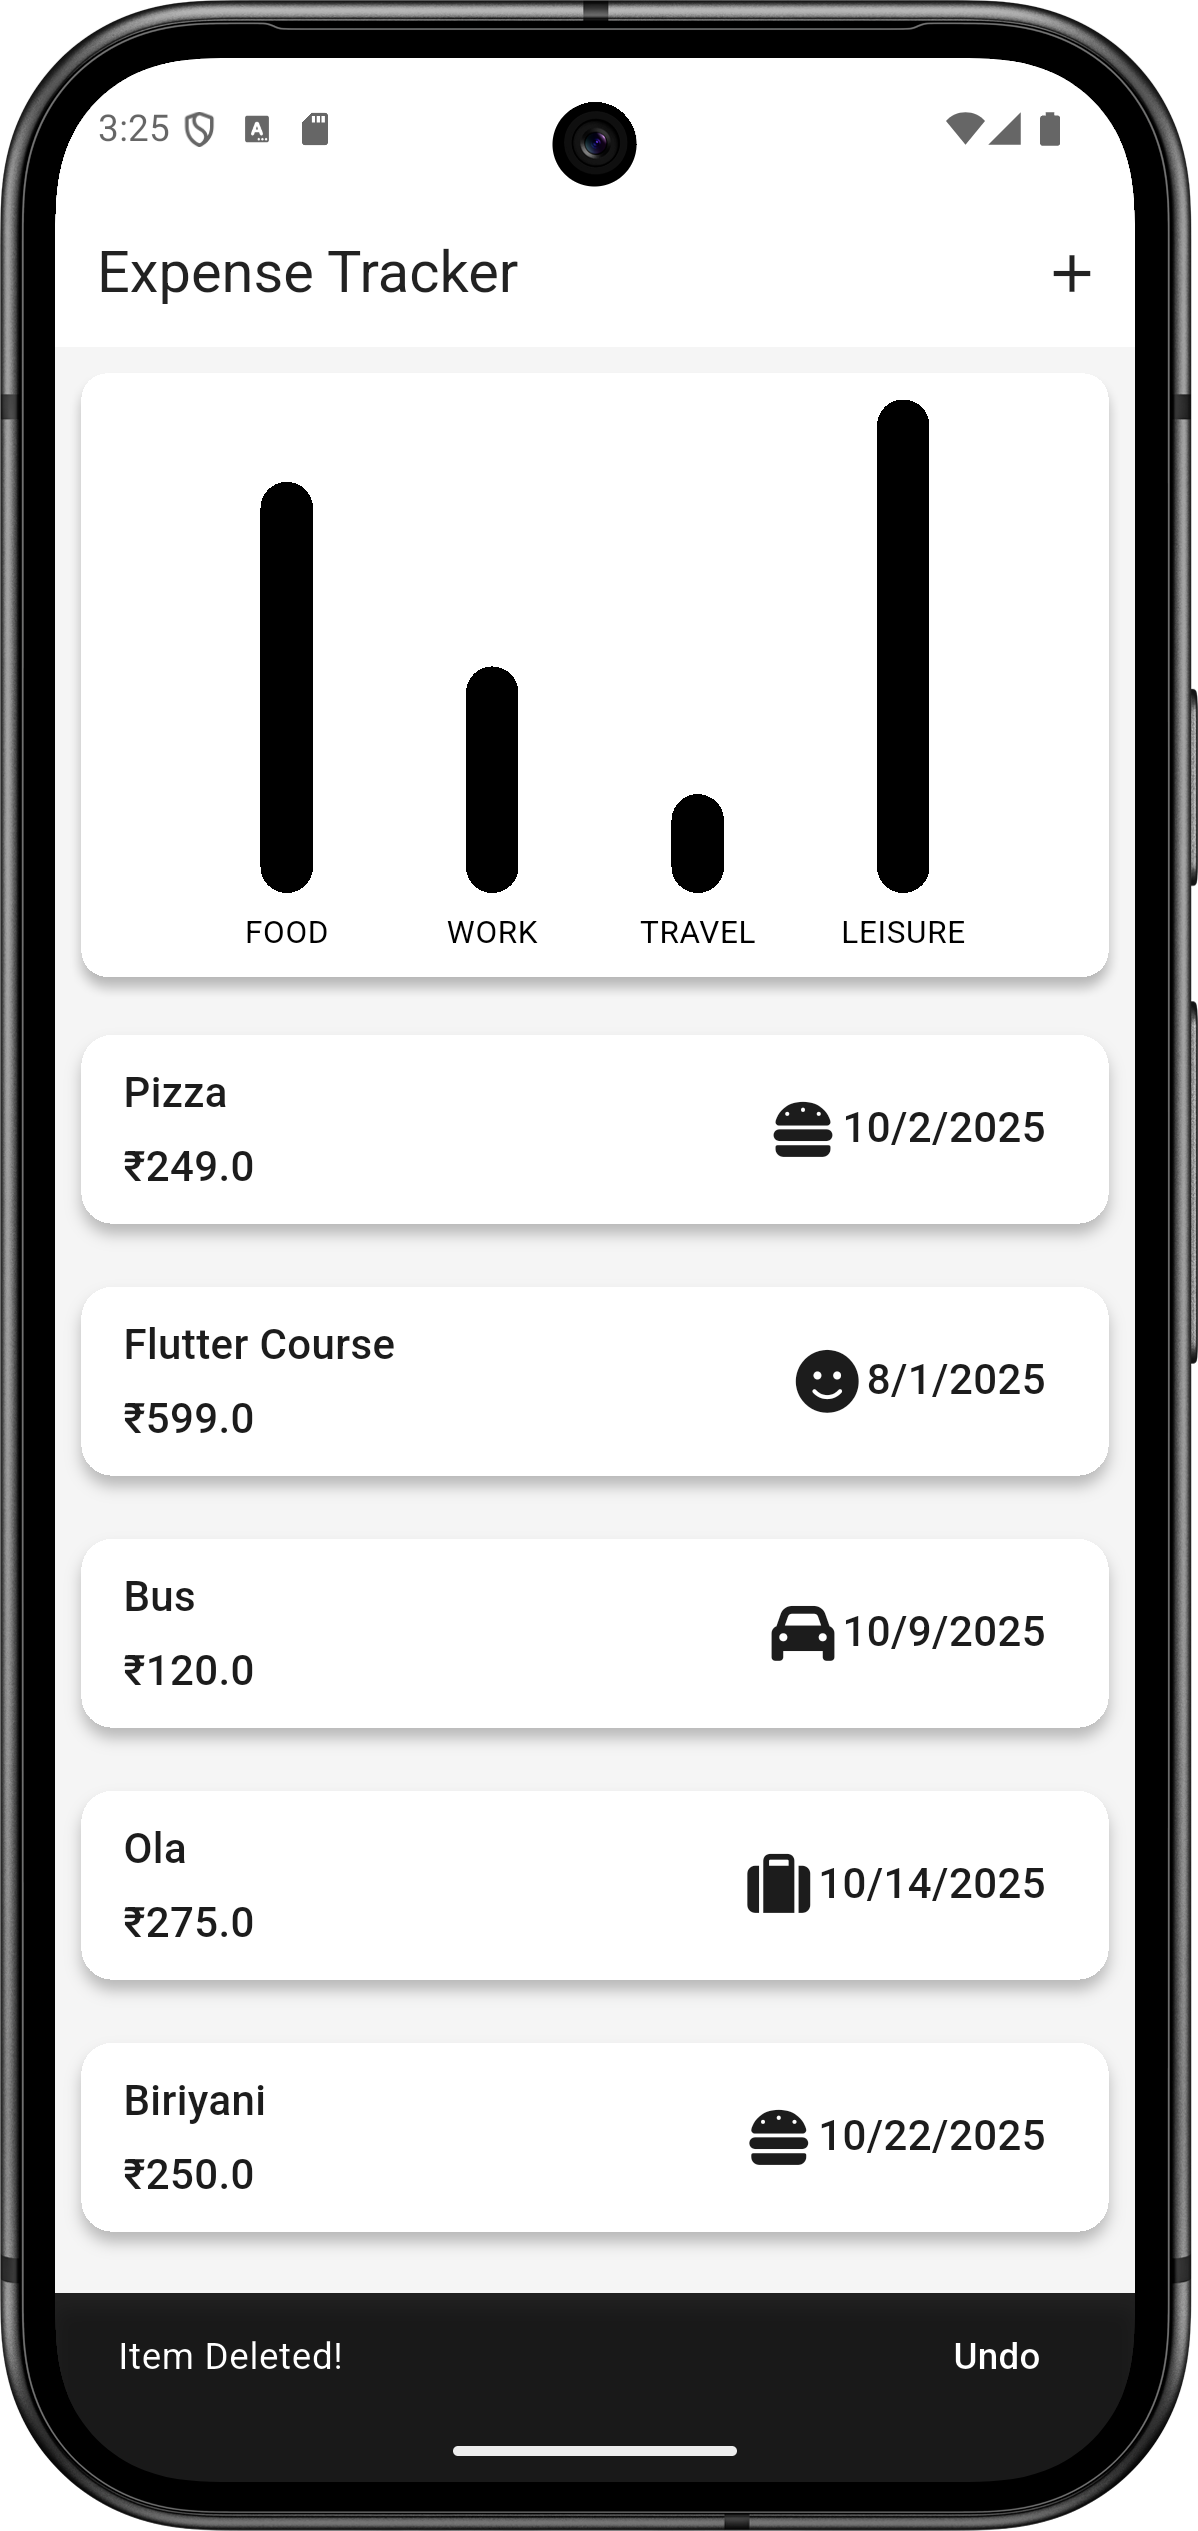 3:25
Expense Tracker +
FOOD WORK TRAVEL LEISURE
Pizza
₹249.0
10/2/2025
Flutter Course
₹599.0
8/1/2025
Bus
₹120.0
10/9/2025
Ola
₹275.0
10/14/2025
Biriyani
₹250.0
10/22/2025
Item Deleted! Undo